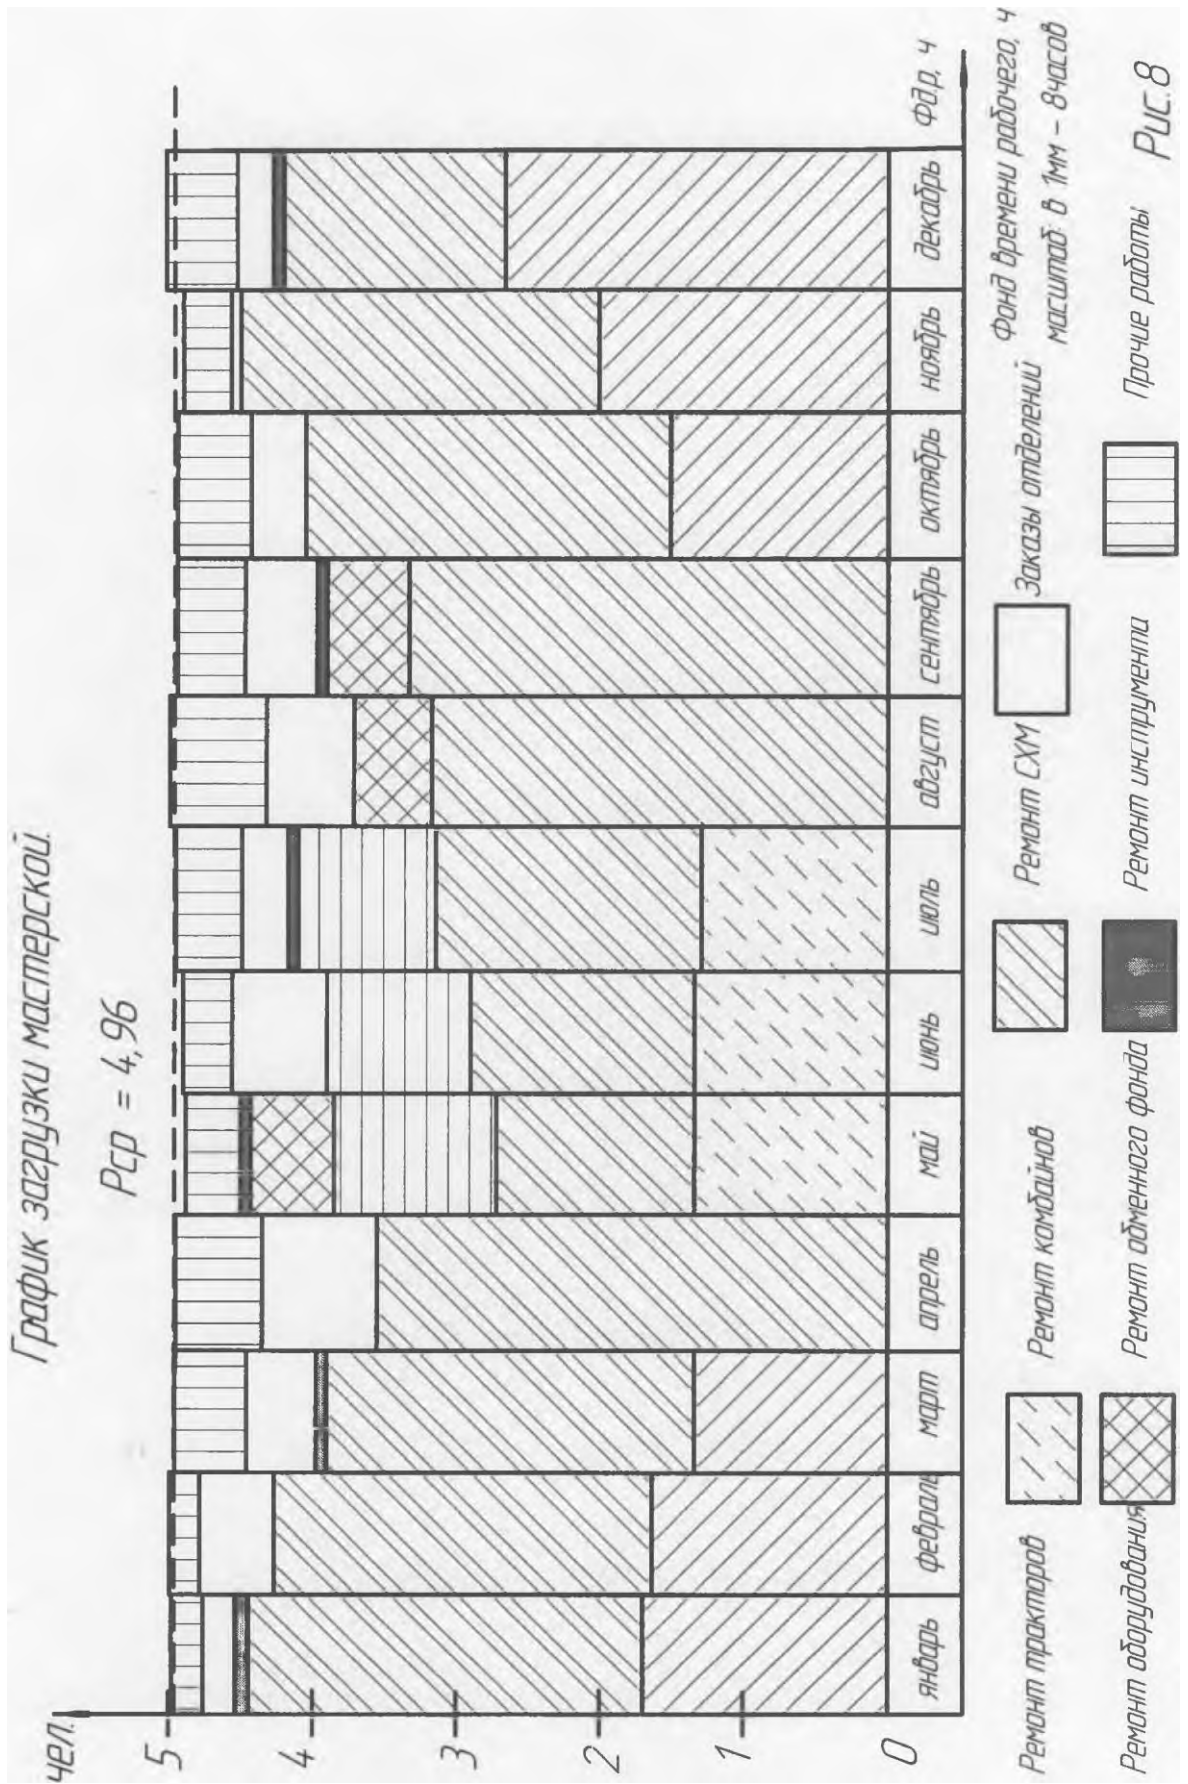 График загрузки мастерской.
Рср = 4,96
чел.
5
4
3
2
1
0
январь
февраль
март
апрель
май
июнь
июль
август
сентябрь
октябрь
ноябрь
декабрь
Фдр, ч
Фонд времени рабочего, ч
масштаб: в 1мм - 8часов
Ремонт тракторов
Ремонт комбайнов
Ремонт СХМ
Заказы отделений
Ремонт оборудования
Ремонт обменного фонда
Ремонт инструмента
Прочие работы
Рис.8